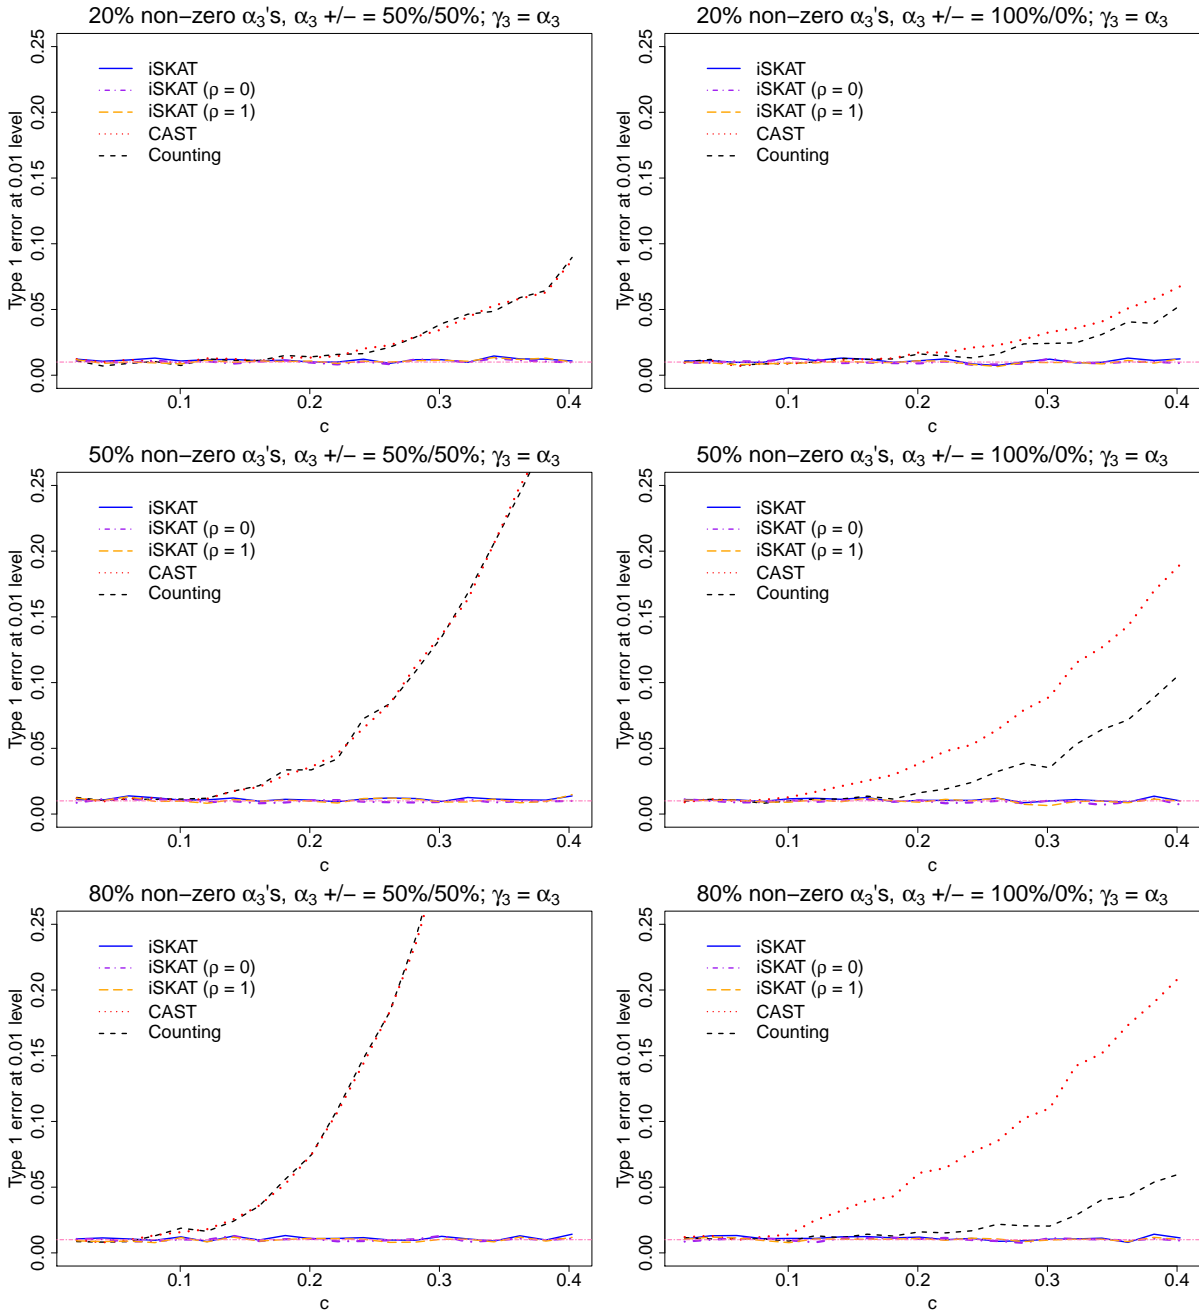 20% non−zero α₃'s, α₃ +/− = 50%/50%; γ₃ = α₃
Type 1 error at 0.01 level
0.25
0.20
0.15
0.10
0.05
0.00
iSKAT
iSKAT (ρ = 0)
iSKAT (ρ = 1)
CAST
Counting
0.1 0.2 0.3 0.4
c
20% non−zero α₃'s, α₃ +/− = 100%/0%; γ₃ = α₃
Type 1 error at 0.01 level
0.25
0.20
0.15
0.10
0.05
0.00
iSKAT
iSKAT (ρ = 0)
iSKAT (ρ = 1)
CAST
Counting
0.1 0.2 0.3 0.4
c
50% non−zero α₃'s, α₃ +/− = 50%/50%; γ₃ = α₃
Type 1 error at 0.01 level
0.25
0.20
0.15
0.10
0.05
0.00
iSKAT
iSKAT (ρ = 0)
iSKAT (ρ = 1)
CAST
Counting
0.1 0.2 0.3 0.4
c
50% non−zero α₃'s, α₃ +/− = 100%/0%; γ₃ = α₃
Type 1 error at 0.01 level
0.25
0.20
0.15
0.10
0.05
0.00
iSKAT
iSKAT (ρ = 0)
iSKAT (ρ = 1)
CAST
Counting
0.1 0.2 0.3 0.4
c
80% non−zero α₃'s, α₃ +/− = 50%/50%; γ₃ = α₃
Type 1 error at 0.01 level
0.25
0.20
0.15
0.10
0.05
0.00
iSKAT
iSKAT (ρ = 0)
iSKAT (ρ = 1)
CAST
Counting
0.1 0.2 0.3 0.4
c
80% non−zero α₃'s, α₃ +/− = 100%/0%; γ₃ = α₃
Type 1 error at 0.01 level
0.25
0.20
0.15
0.10
0.05
0.00
iSKAT
iSKAT (ρ = 0)
iSKAT (ρ = 1)
CAST
Counting
0.1 0.2 0.3 0.4
c